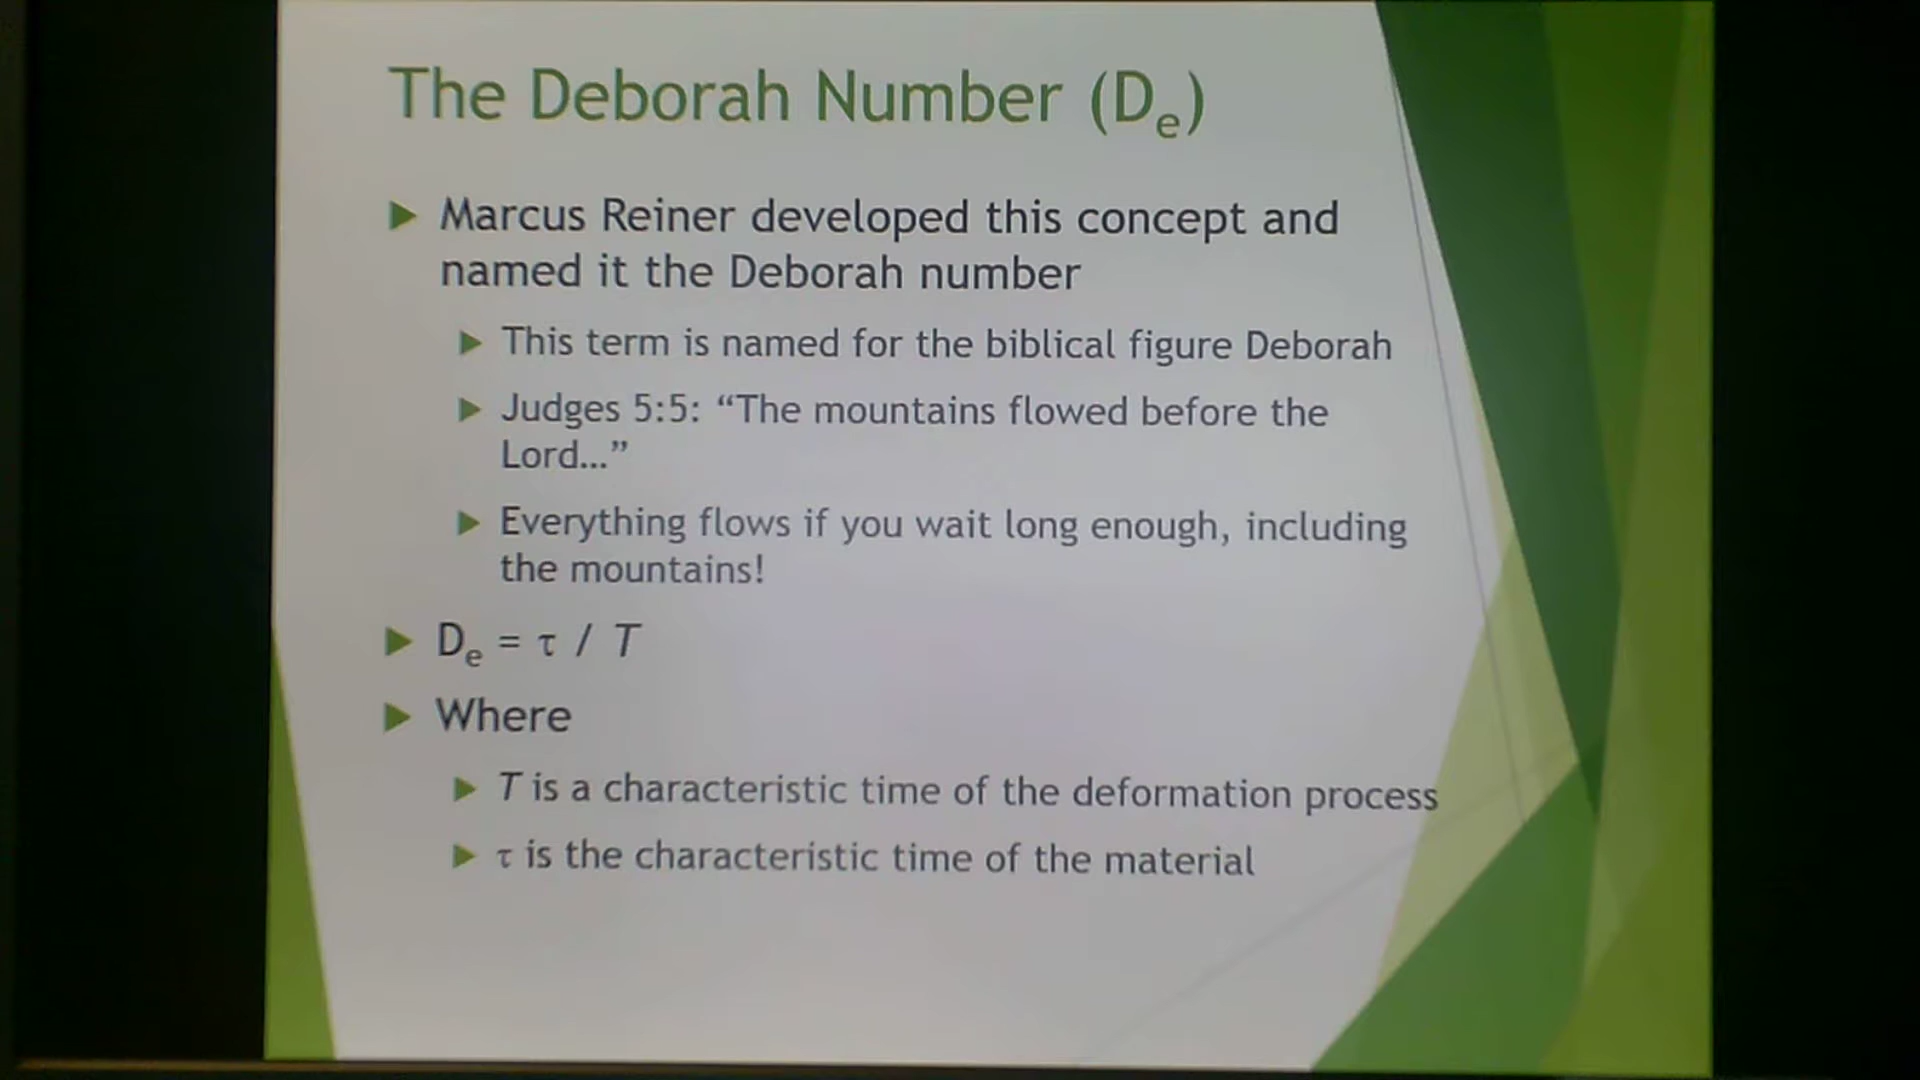 The Deborah Number (De)
Marcus Reiner developed this concept and
named it the Deborah number
This term is named for the biblical figure Deborah
Judges 5:5: “The mountains flowed before the
Lord…”
Everything flows if you wait long enough, including
the mountains!
De = τ / T
Where
T is a characteristic time of the deformation process
τ is the characteristic time of the material